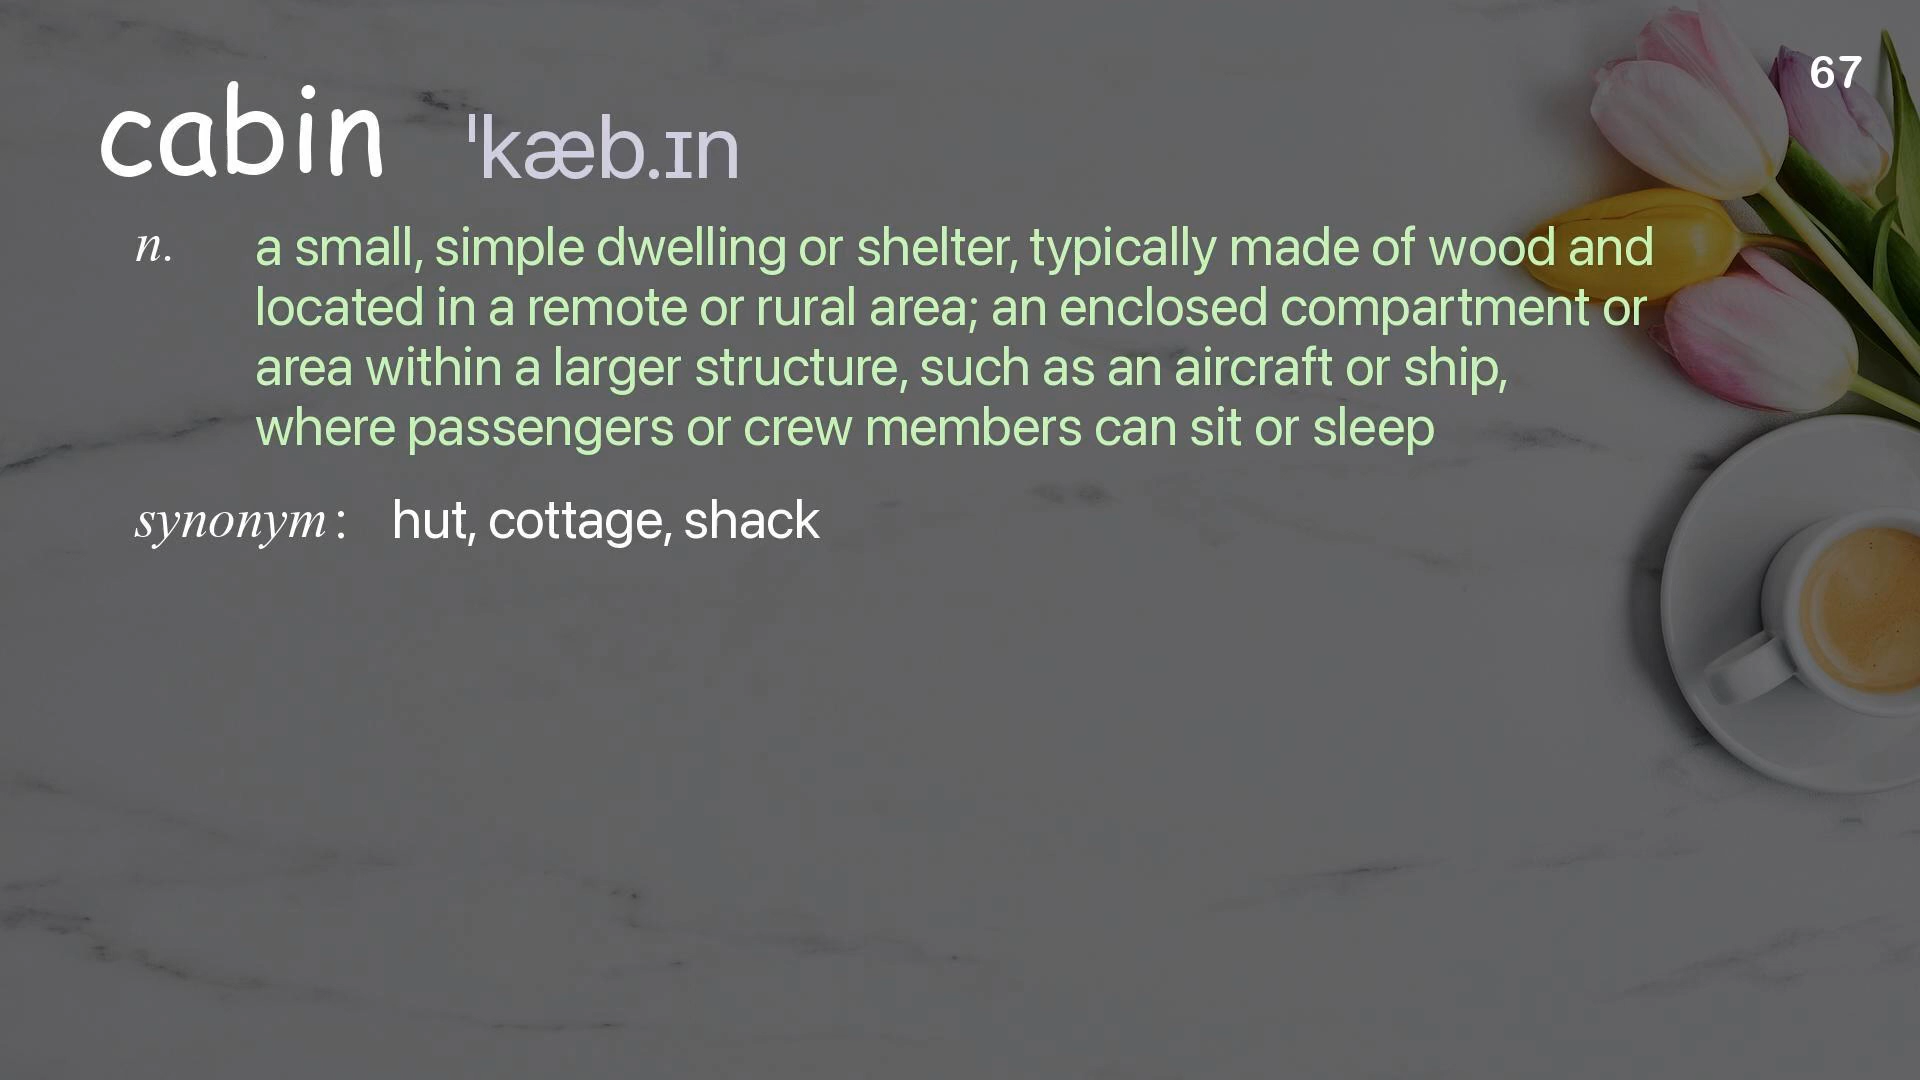 67
cabin ˈkæb.ɪn
n. a small, simple dwelling or shelter, typically made of wood and
located in a remote or rural area; an enclosed compartment or
area within a larger structure, such as an aircraft or ship,
where passengers or crew members can sit or sleep
synonym: hut, cottage, shack